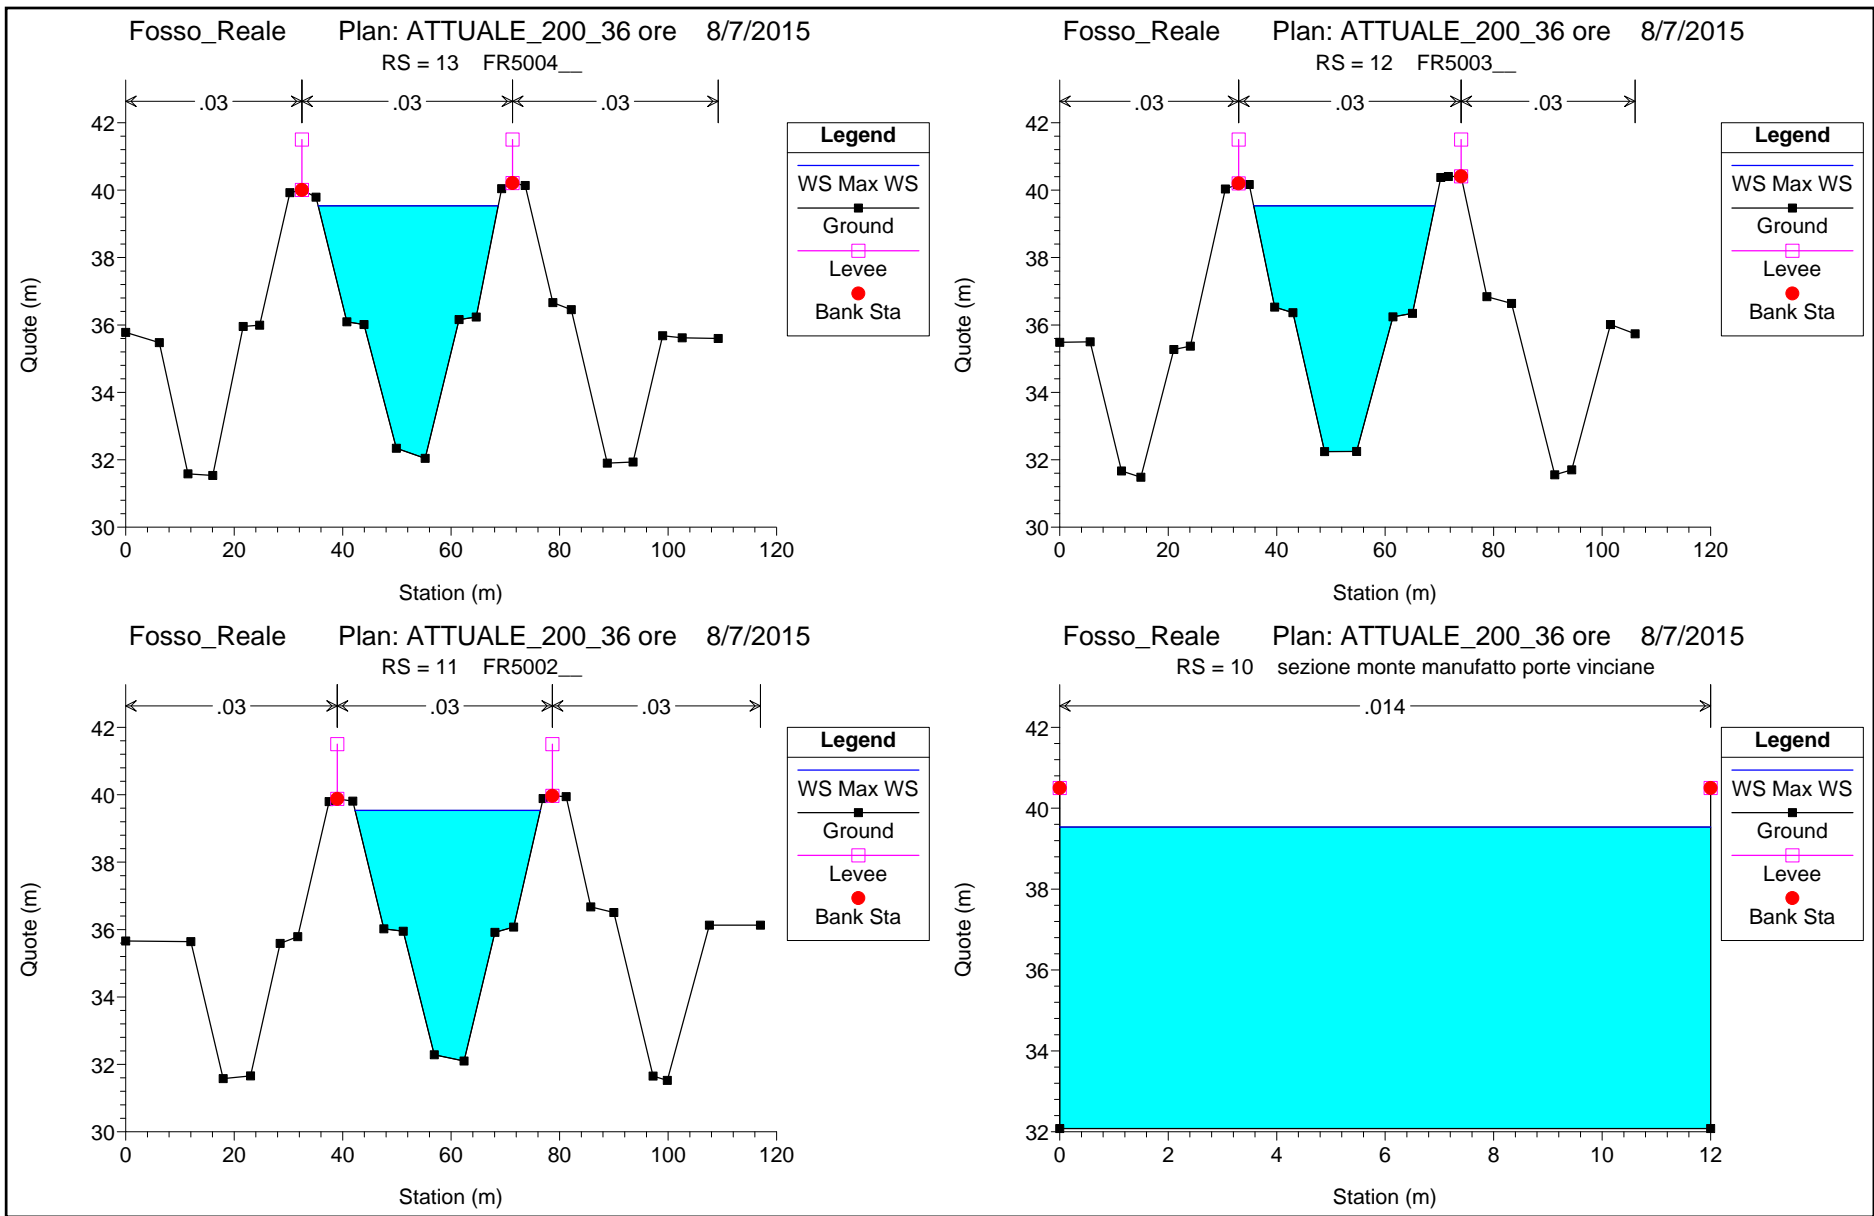 Fosso_Reale Plan: ATTUALE_200_36 ore 8/7/2015
RS = 13 FR5004__
.03 .03 .03
42
40
38
36
34
32
30
0 20 40 60 80 100 120
Station (m)
Quote (m)
Legend
WS Max WS
Ground
Levee
Bank Sta
Fosso_Reale Plan: ATTUALE_200_36 ore 8/7/2015
RS = 12 FR5003__
.03 .03 .03
42
40
38
36
34
32
30
0 20 40 60 80 100 120
Station (m)
Quote (m)
Legend
WS Max WS
Ground
Levee
Bank Sta
Fosso_Reale Plan: ATTUALE_200_36 ore 8/7/2015
RS = 11 FR5002__
.03 .03 .03
42
40
38
36
34
32
30
0 20 40 60 80 100 120
Station (m)
Quote (m)
Legend
WS Max WS
Ground
Levee
Bank Sta
Fosso_Reale Plan: ATTUALE_200_36 ore 8/7/2015
RS = 10 sezione monte manufatto porte vinciane
.014
42
40
38
36
34
32
0 2 4 6 8 10 12
Station (m)
Quote (m)
Legend
WS Max WS
Ground
Levee
Bank Sta